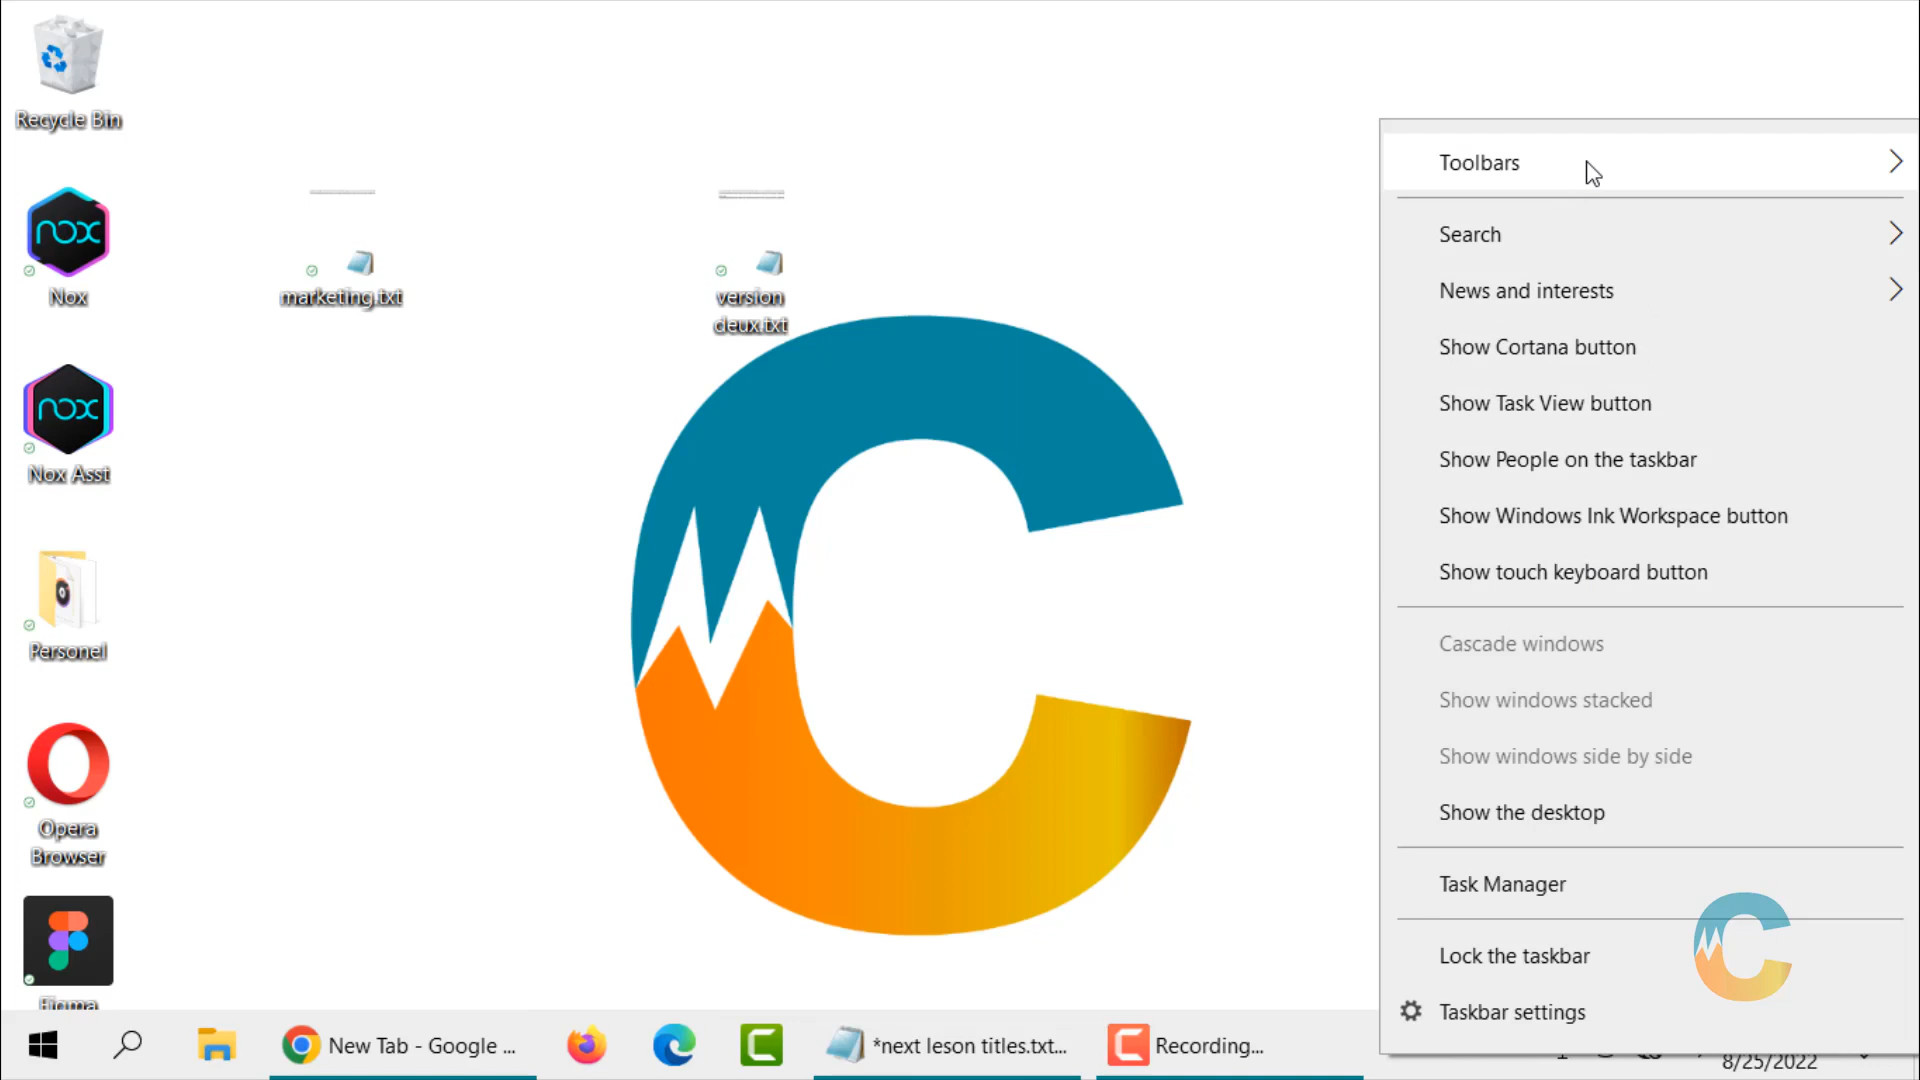 Recycle Bin
Nox
Nox Asst
Personel
Opera
Browser
Figma
marketing.txt
version
deux.txt
Toolbars
Search
News and interests
Show Cortana button
Show Task View button
Show People on the taskbar
Show Windows Ink Workspace button
Show touch keyboard button
Cascade windows
Show windows stacked
Show windows side by side
Show the desktop
Task Manager
Lock the taskbar
Taskbar settings
New Tab - Google ...
*next leson titles.txt...
Recording...
8/25/2022